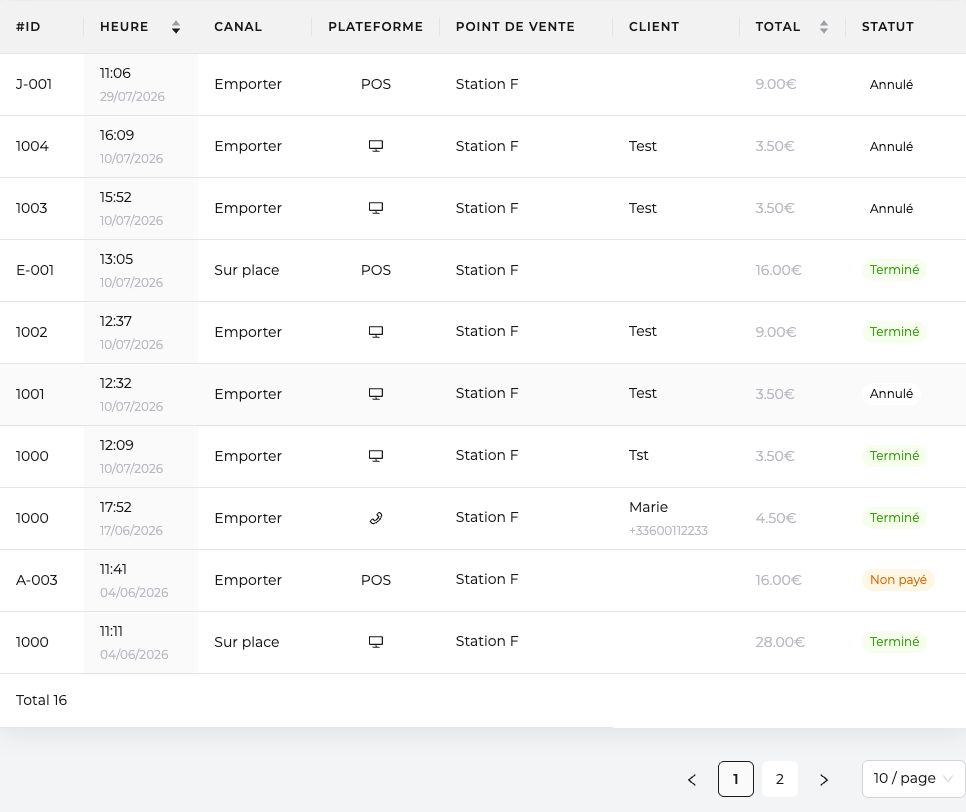 #ID HEURE CANAL PLATEFORME POINT DE VENTE CLIENT TOTAL STATUT
J-001 11:06 Emporter POS Station F 9.00€ Annulé
29/07/2026
1004 16:09 Emporter Station F Test 3.50€ Annulé
10/07/2026
1003 15:52 Emporter Station F Test 3.50€ Annulé
10/07/2026
E-001 13:05 Sur place POS Station F 16.00€ Terminé
10/07/2026
1002 12:37 Emporter Station F Test 9.00€ Terminé
10/07/2026
1001 12:32 Emporter Station F Test 3.50€ Annulé
10/07/2026
1000 12:09 Emporter Station F Tst 3.50€ Terminé
10/07/2026
1000 17:52 Emporter Station F Marie 4.50€ Terminé
17/06/2026 +33600112233
A-003 11:41 Emporter POS Station F 16.00€ Non payé
04/06/2026
1000 11:11 Sur place Station F 28.00€ Terminé
04/06/2026
Total 16
< 1 2 > 10 / page